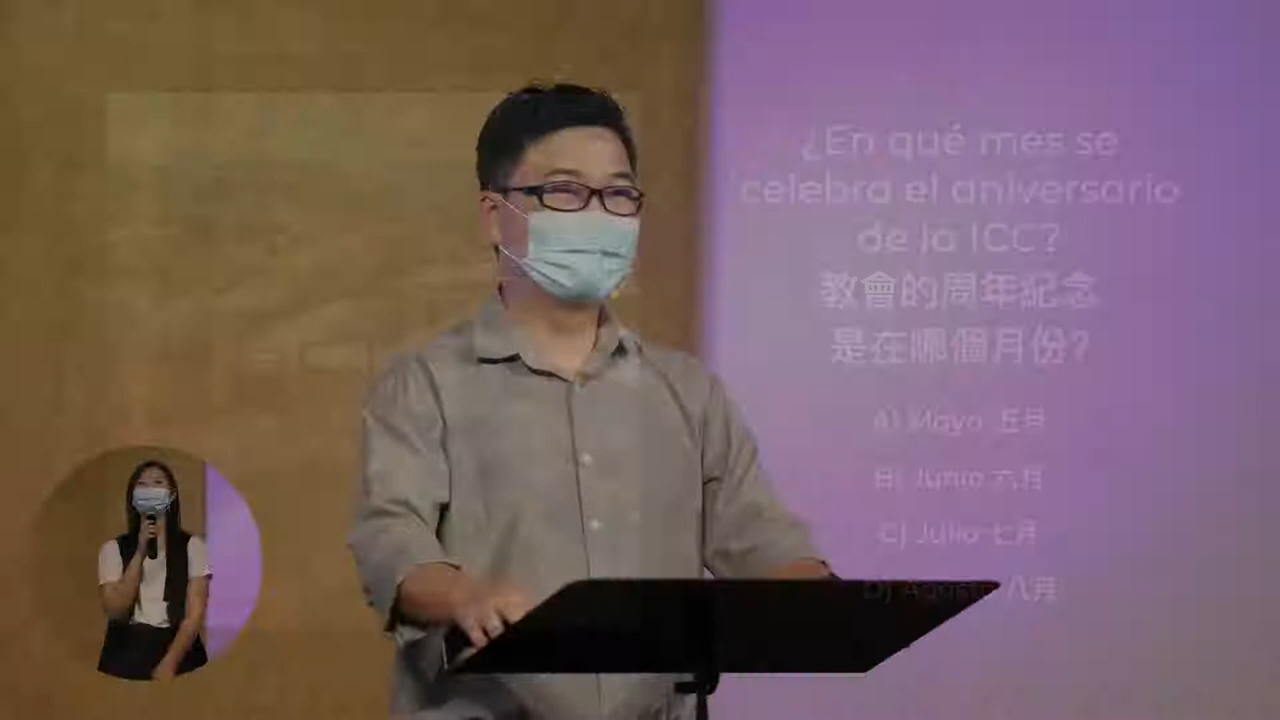 ¿En qué mes se
celebra el aniversario
de la ICC?
教會的周年紀念
是在哪個月份?
A) Mayo 五月
B) Junio 六月
C) Julio 七月
D) Agosto 八月